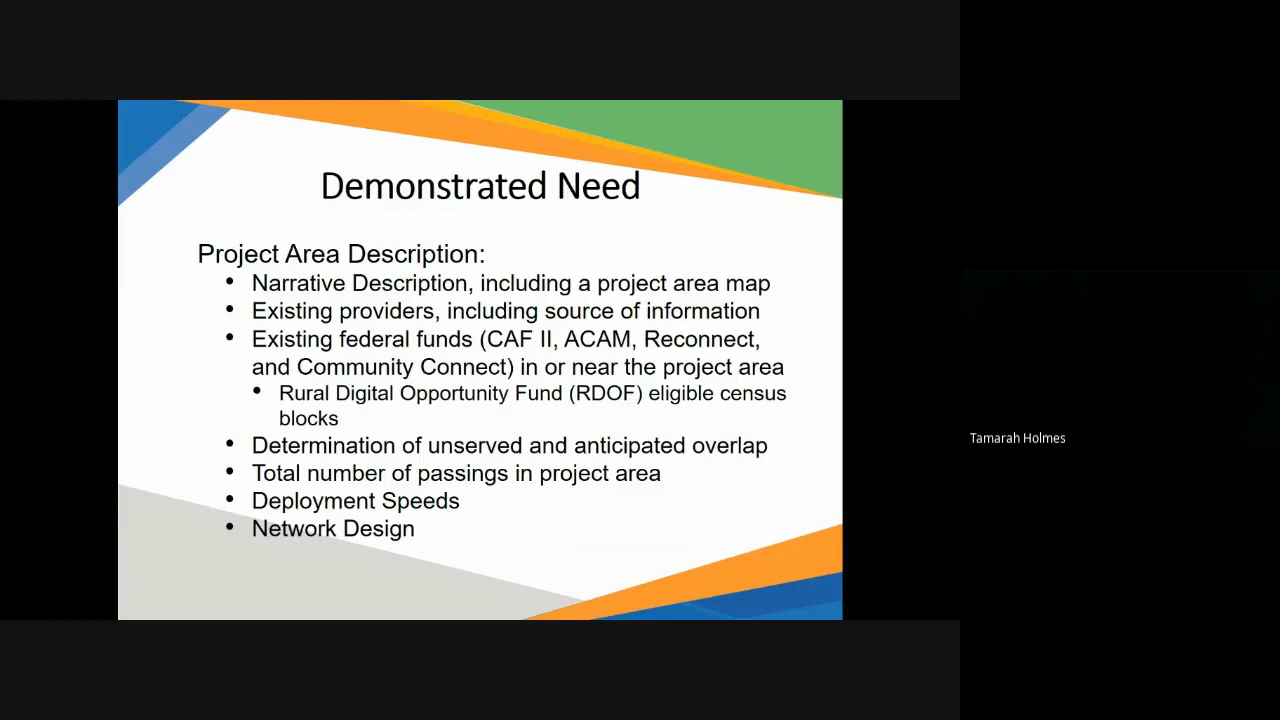 Demonstrated Need
Project Area Description:
• Narrative Description, including a project area map
• Existing providers, including source of information
• Existing federal funds (CAF II, ACAM, Reconnect,
and Community Connect) in or near the project area
• Rural Digital Opportunity Fund (RDOF) eligible census
blocks
• Determination of unserved and anticipated overlap
• Total number of passings in project area
• Deployment Speeds
• Network Design
Tamarah Holmes